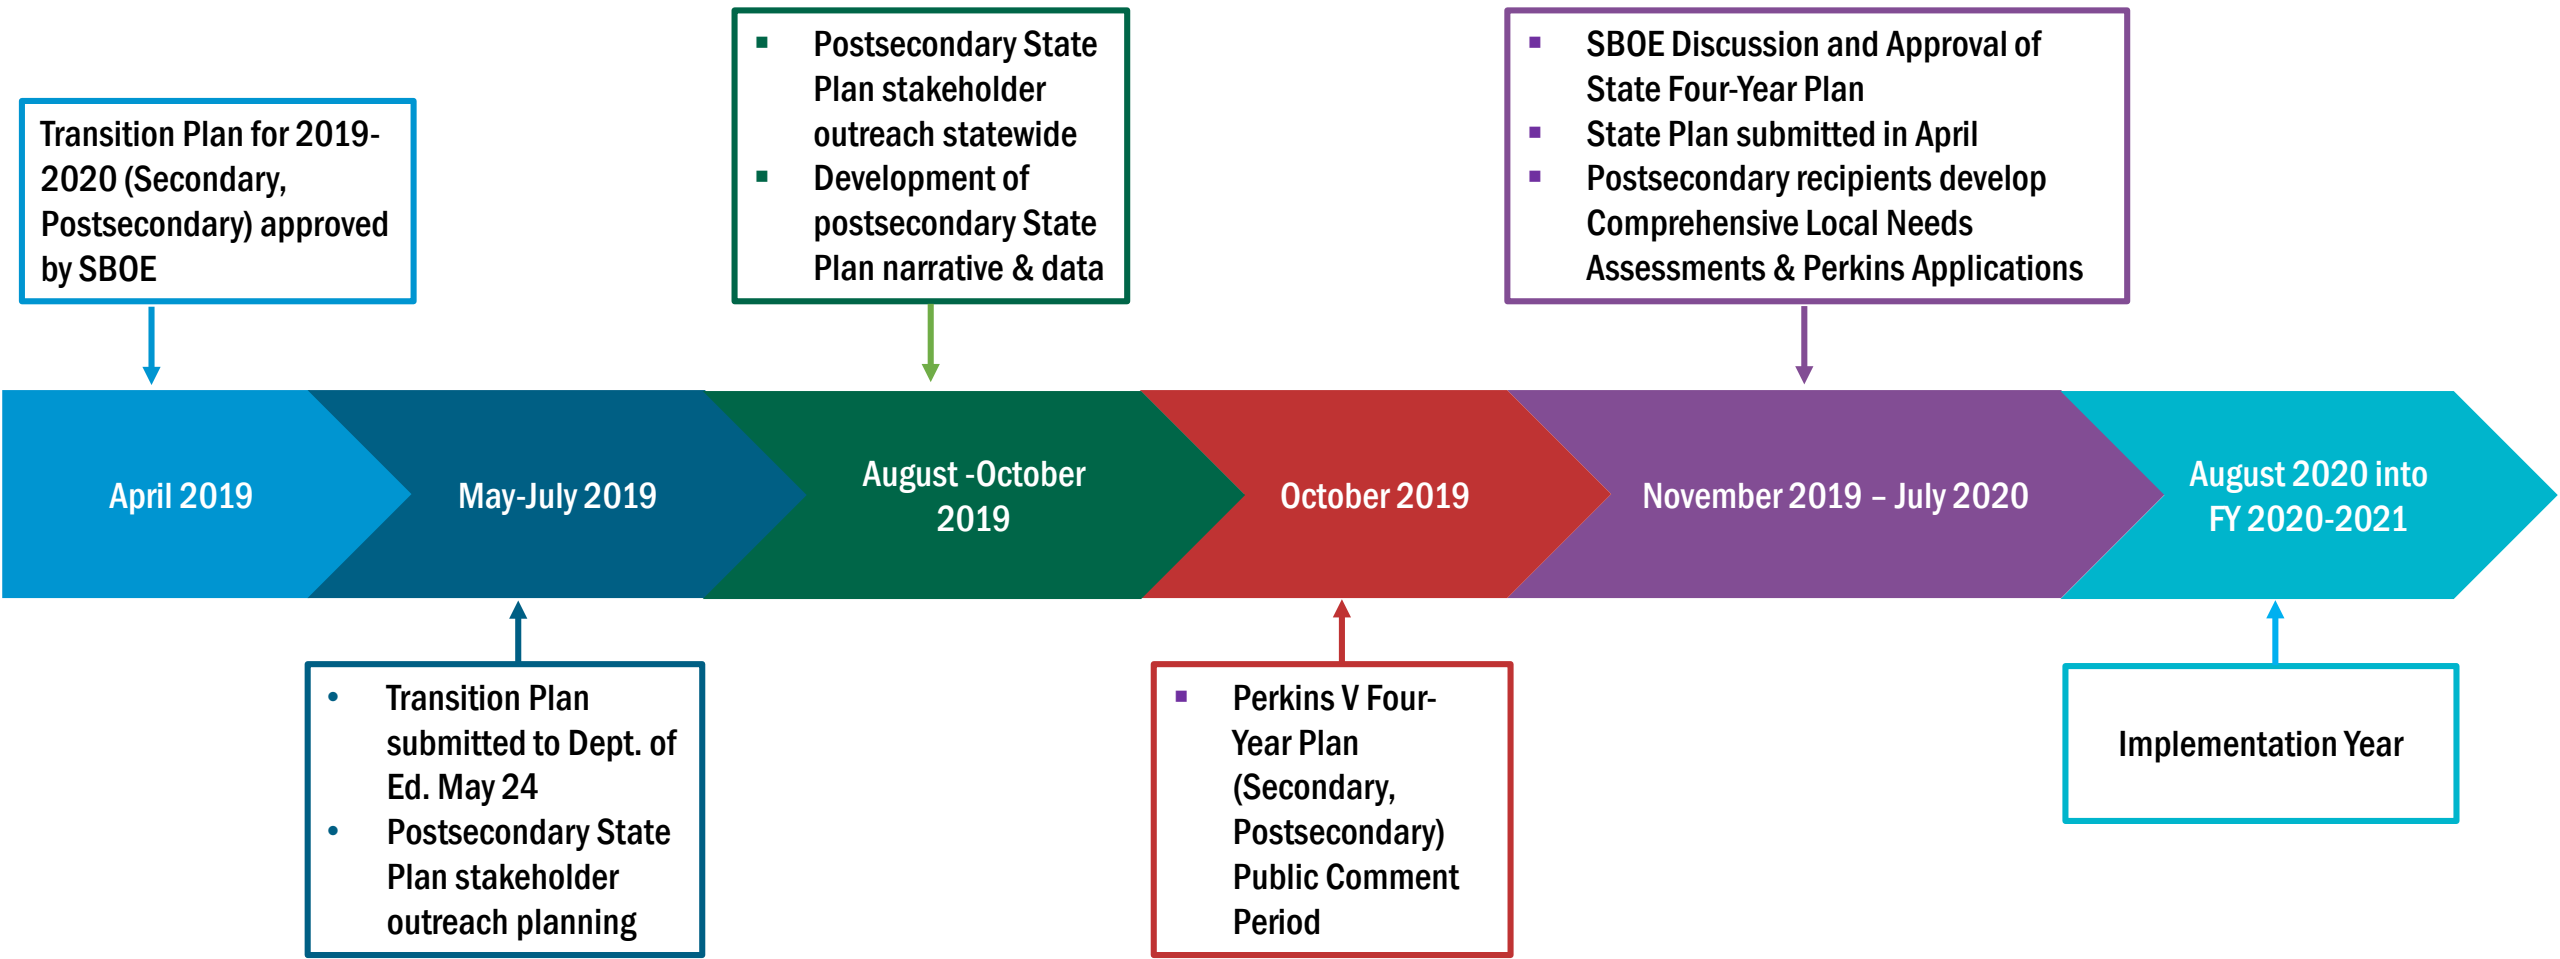 Transition Plan for 2019-
2020 (Secondary,
Postsecondary) approved
by SBOE
▪ Postsecondary State
Plan stakeholder
outreach statewide
▪ Development of
postsecondary State
Plan narrative & data
▪ SBOE Discussion and Approval of
State Four-Year Plan
▪ State Plan submitted in April
▪ Postsecondary recipients develop
Comprehensive Local Needs
Assessments & Perkins Applications
April 2019
May-July 2019
August -October
2019
October 2019
November 2019 – July 2020
August 2020 into
FY 2020-2021
• Transition Plan
submitted to Dept. of
Ed. May 24
• Postsecondary State
Plan stakeholder
outreach planning
▪ Perkins V Four-
Year Plan
(Secondary,
Postsecondary)
Public Comment
Period
Implementation Year